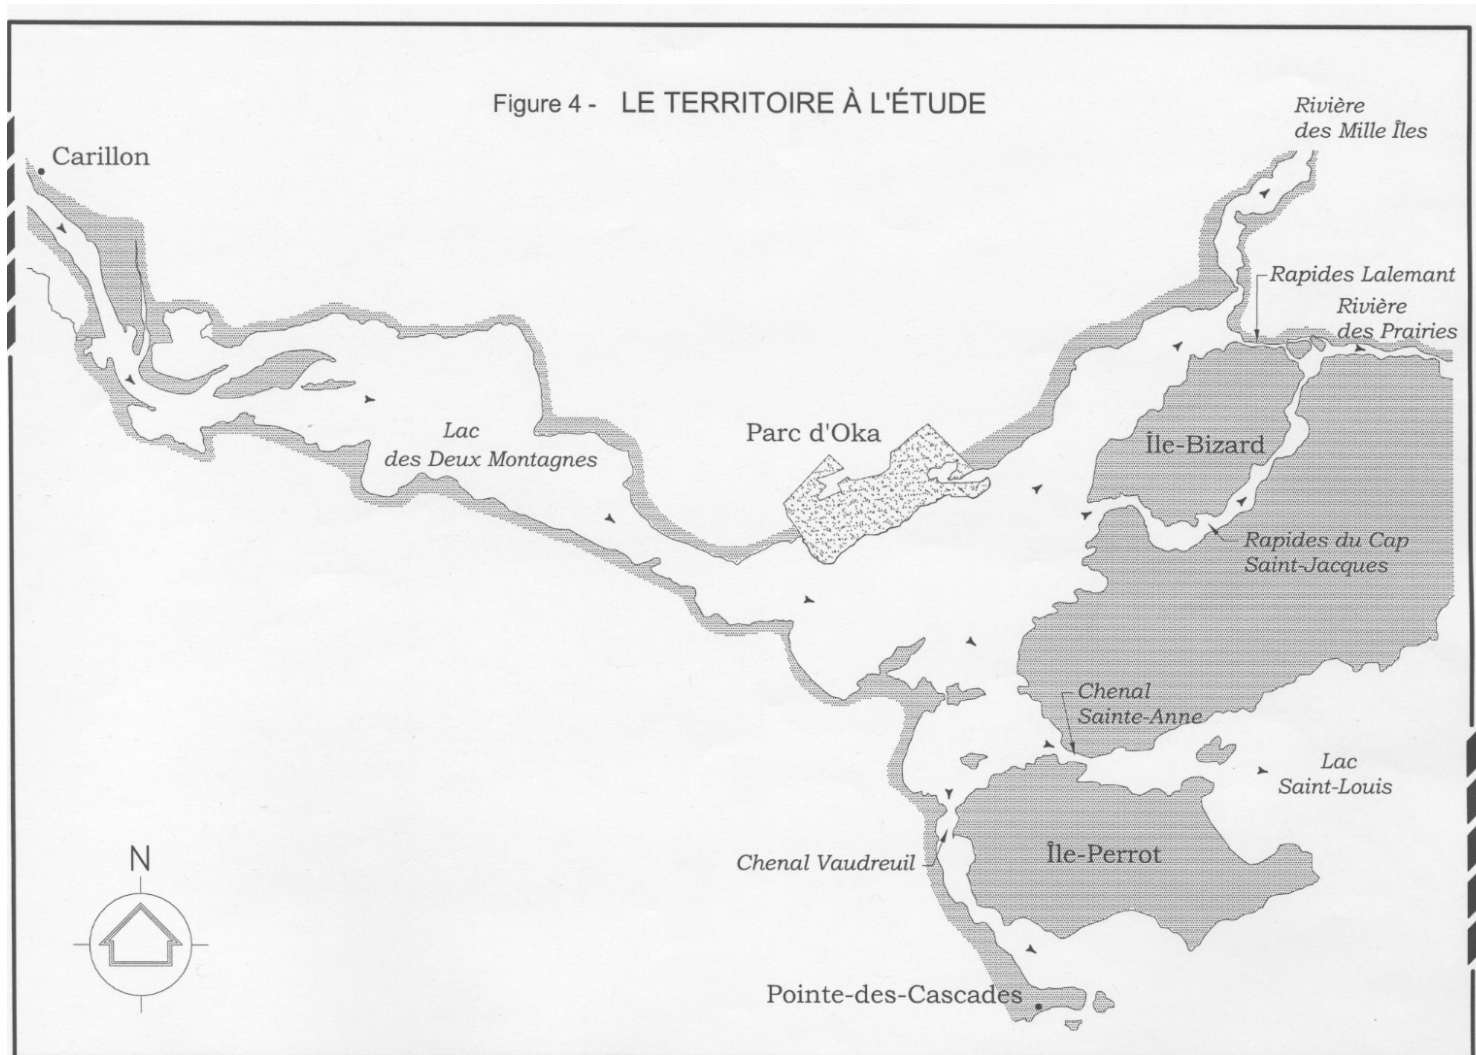 Figure 4 - LE TERRITOIRE À L'ÉTUDE
Rivière
des Mille Îles
Carillon
Rapides Lalemant
Rivière
des Prairies
Lac
des Deux Montagnes
Parc d'Oka
Île-Bizard
Rapides du Cap
Saint-Jacques
Chenal
Sainte-Anne
Lac
Saint-Louis
Chenal Vaudreuil
Île-Perrot
N
Pointe-des-Cascades